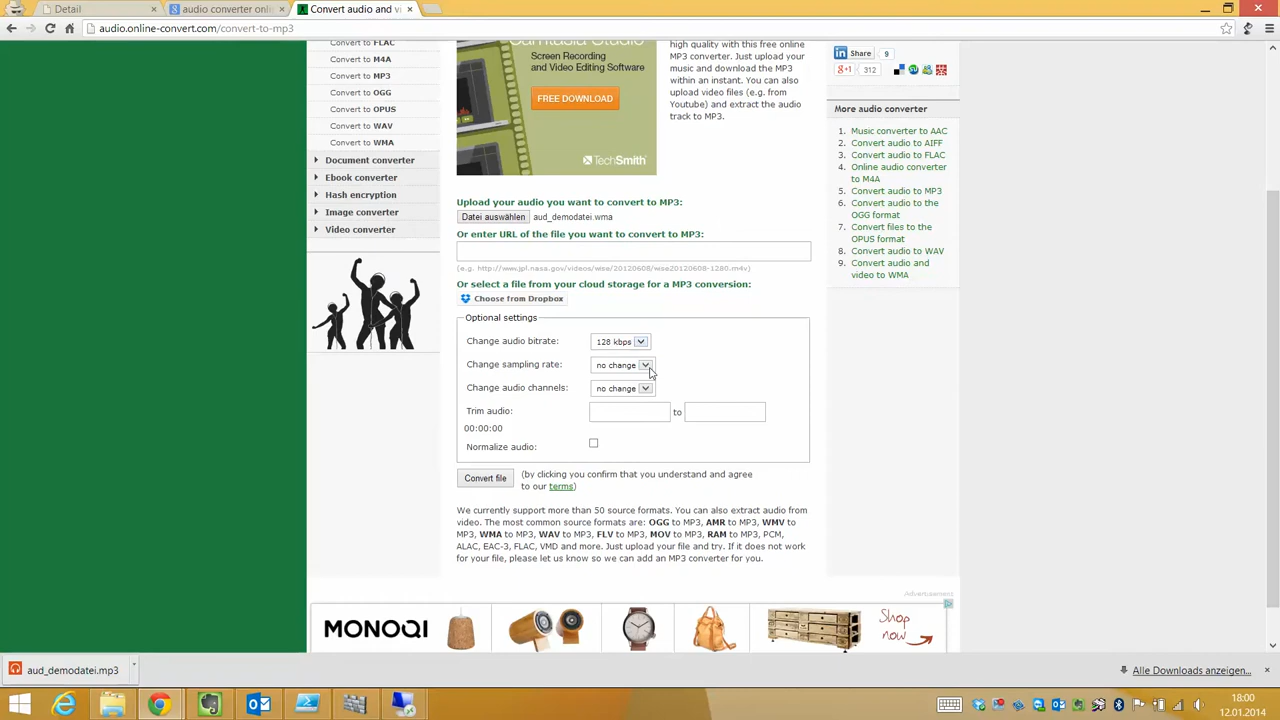 Detail
audio converter onli
Convert audio and vi
audio.online-convert.com/convert-to-mp3
Convert to FLAC
Convert to M4A
Convert to MP3
Convert to OGG
Convert to OPUS
Convert to WAV
Convert to WMA
Document converter
Ebook converter
Hash encryption
Image converter
Video converter
Camtasia Studio
Screen Recording
and Video Editing Software
FREE DOWNLOAD
TechSmith
high quality with this free online
MP3 converter. Just upload your
music and download the MP3
within an instant. You can also
upload video files (e.g. from
Youtube) and extract the audio
track to MP3.
Upload your audio you want to convert to MP3:
Datei auswählen aud_demodatei.wma
Or enter URL of the file you want to convert to MP3:
(e.g. http://www.jpl.nasa.gov/videos/wise/20120608/wise20120608-1280.m4v)
Or select a file from your cloud storage for a MP3 conversion:
Choose from Dropbox
Optional settings
Change audio bitrate: 128 kbps
Change sampling rate: no change
Change audio channels: no change
Trim audio: to
00:00:00
Normalize audio:
Convert file (by clicking you confirm that you understand and agree
to our terms)
We currently support more than 50 source formats. You can also extract audio from
video. The most common source formats are: OGG to MP3, AMR to MP3, WMV to
MP3, WMA to MP3, WAV to MP3, FLV to MP3, MOV to MP3, RAM to MP3, PCM,
ALAC, EAC-3, FLAC, VMD and more. Just upload your file and try. If it does not work
for your file, please let us know so we can add an MP3 converter for you.
Share 9
+1 312
More audio converter
1. Music converter to AAC
2. Convert audio to AIFF
3. Convert audio to FLAC
4. Online audio converter
to M4A
5. Convert audio to MP3
6. Convert audio to the
OGG format
7. Convert files to the
OPUS format
8. Convert audio to WAV
9. Convert audio and
video to WMA
Advertisement
MONOQI
Shop
now
aud_demodatei.mp3
Alle Downloads anzeigen...
18:00
12.01.2014